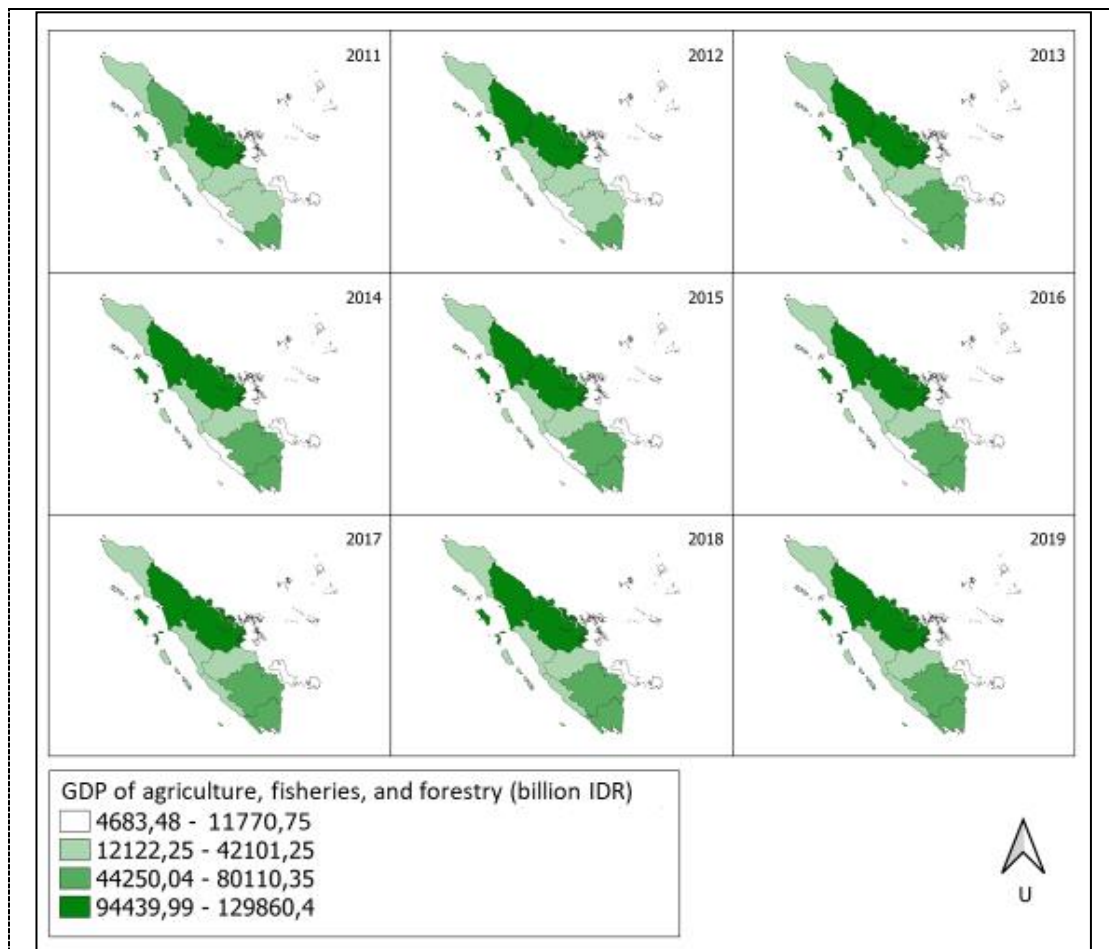 2011
2012
2013
2014
2015
2016
2017
2018
2019
GDP of agriculture, fisheries, and forestry (billion IDR)
4683,48 - 11770,75
12122,25 - 42101,25
44250,04 - 80110,35
94439,99 - 129860,4
U